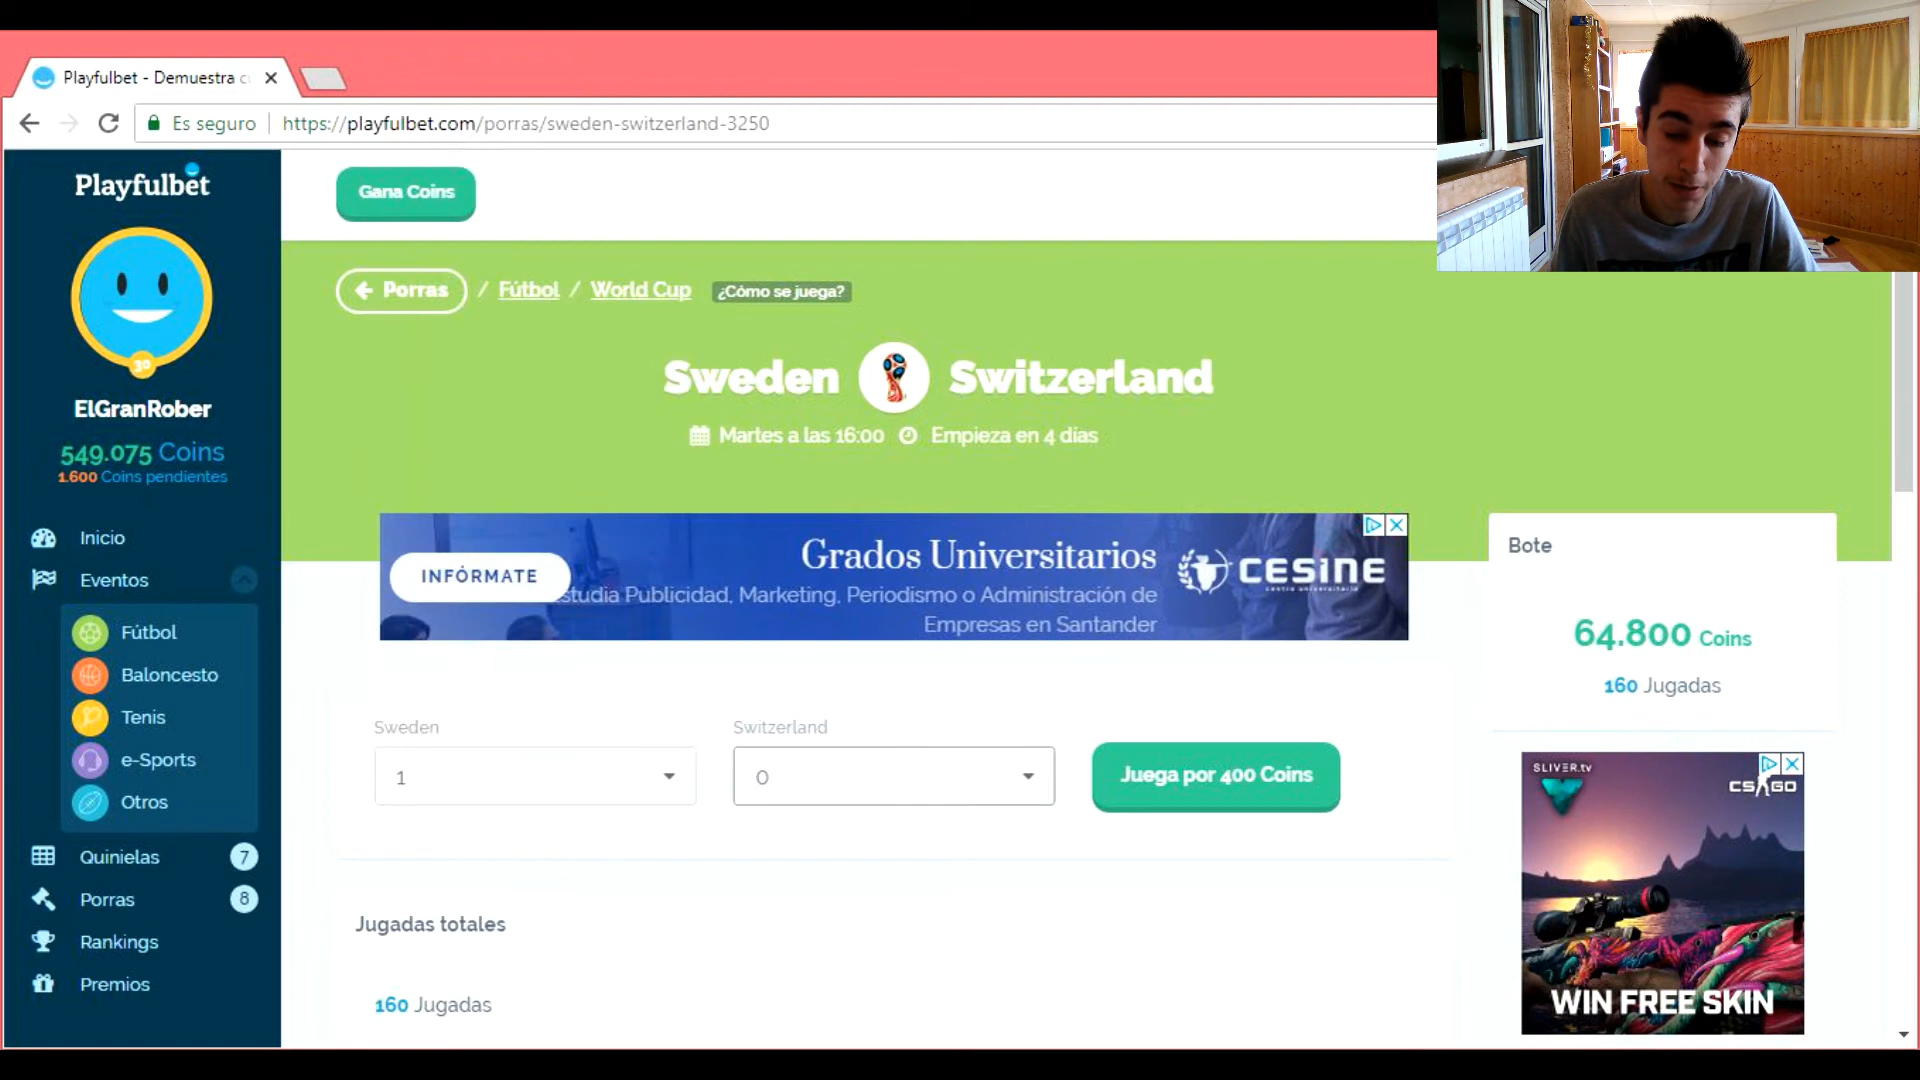 Playfulbet - Demuestra c
Es seguro
https://playfulbet.com/porras/sweden-switzerland-3250
Playfulbet
30
ElGranRober
549.075 Coins
1.600 Coins pendientes
Inicio
Eventos
Fútbol
Baloncesto
Tenis
e-Sports
Otros
Quinielas 7
Porras 8
Rankings
Premios
Gana Coins
Porras / Fútbol / World Cup ¿Cómo se juega?
Sweden Switzerland
Martes a las 16:00 Empieza en 4 días
INFÓRMATE
Grados Universitarios
studia Publicidad, Marketing, Periodismo o Administración de
Empresas en Santander
CESINE
centro universitario
Bote
64.800 Coins
160 Jugadas
Sweden
1
Switzerland
0
Juega por 400 Coins
Jugadas totales
160 Jugadas
SLIVER.tv
CS GO
WIN FREE SKIN